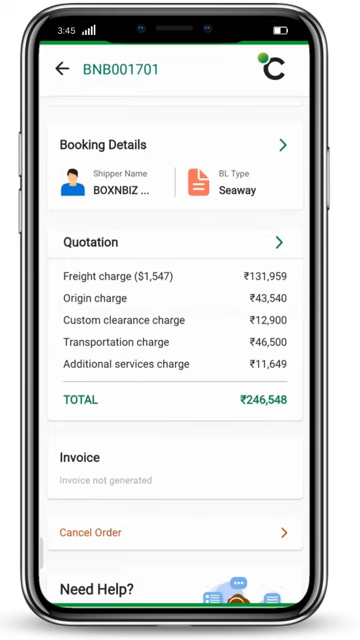 3:45
BNB001701
C
Booking Details
Shipper Name
BOXNBIZ ...
BL Type
Seaway
Quotation
Freight charge ($1,547) ₹131,959
Origin charge ₹43,540
Custom clearance charge ₹12,900
Transportation charge ₹46,500
Additional services charge ₹11,649
TOTAL ₹246,548
Invoice
Invoice not generated
Cancel Order
Need Help?